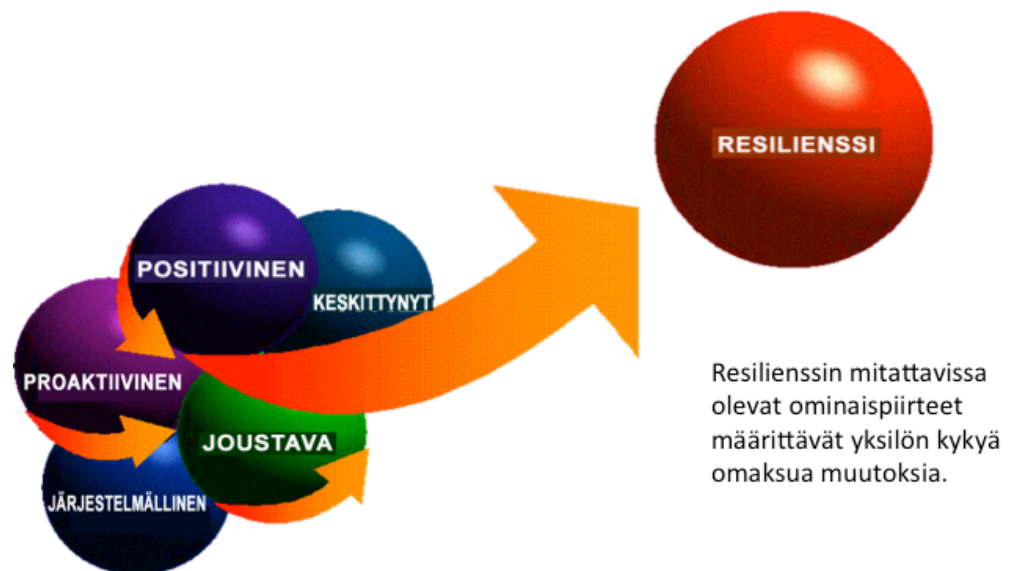 RESILIENSSI
POSITIIVINEN
KESKITTYNYT
PROAKTIIVINEN
JOUSTAVA
JÄRJESTELMÄLLINEN
Resilienssin mitattavissa
olevat ominaispiirteet
määrittävät yksilön kykyä
omaksua muutoksia.